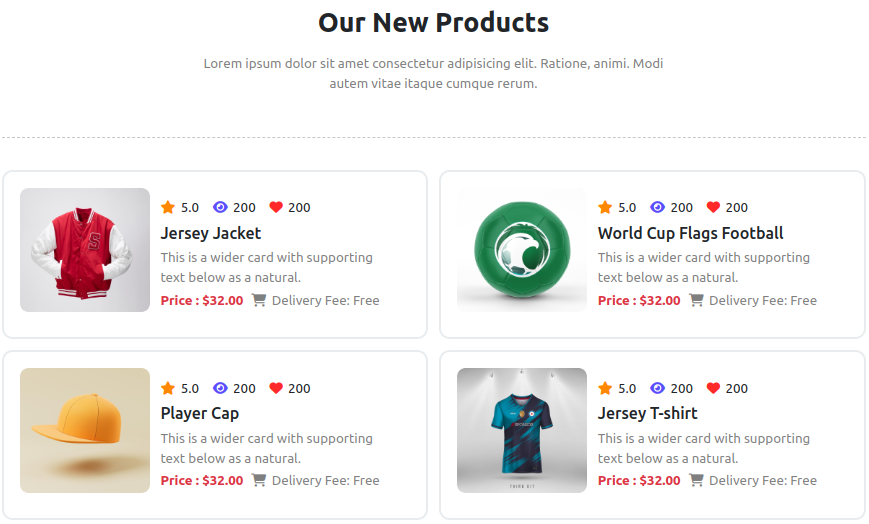 Our New Products
Lorem ipsum dolor sit amet consectetur adipisicing elit. Ratione, animi. Modi
autem vitae itaque cumque rerum.
5.0 200 200
Jersey Jacket
This is a wider card with supporting
text below as a natural.
Price : $32.00 Delivery Fee: Free
5.0 200 200
World Cup Flags Football
This is a wider card with supporting
text below as a natural.
Price : $32.00 Delivery Fee: Free
5.0 200 200
Player Cap
This is a wider card with supporting
text below as a natural.
Price : $32.00 Delivery Fee: Free
5.0 200 200
Jersey T-shirt
This is a wider card with supporting
text below as a natural.
Price : $32.00 Delivery Fee: Free
THIRD KIT